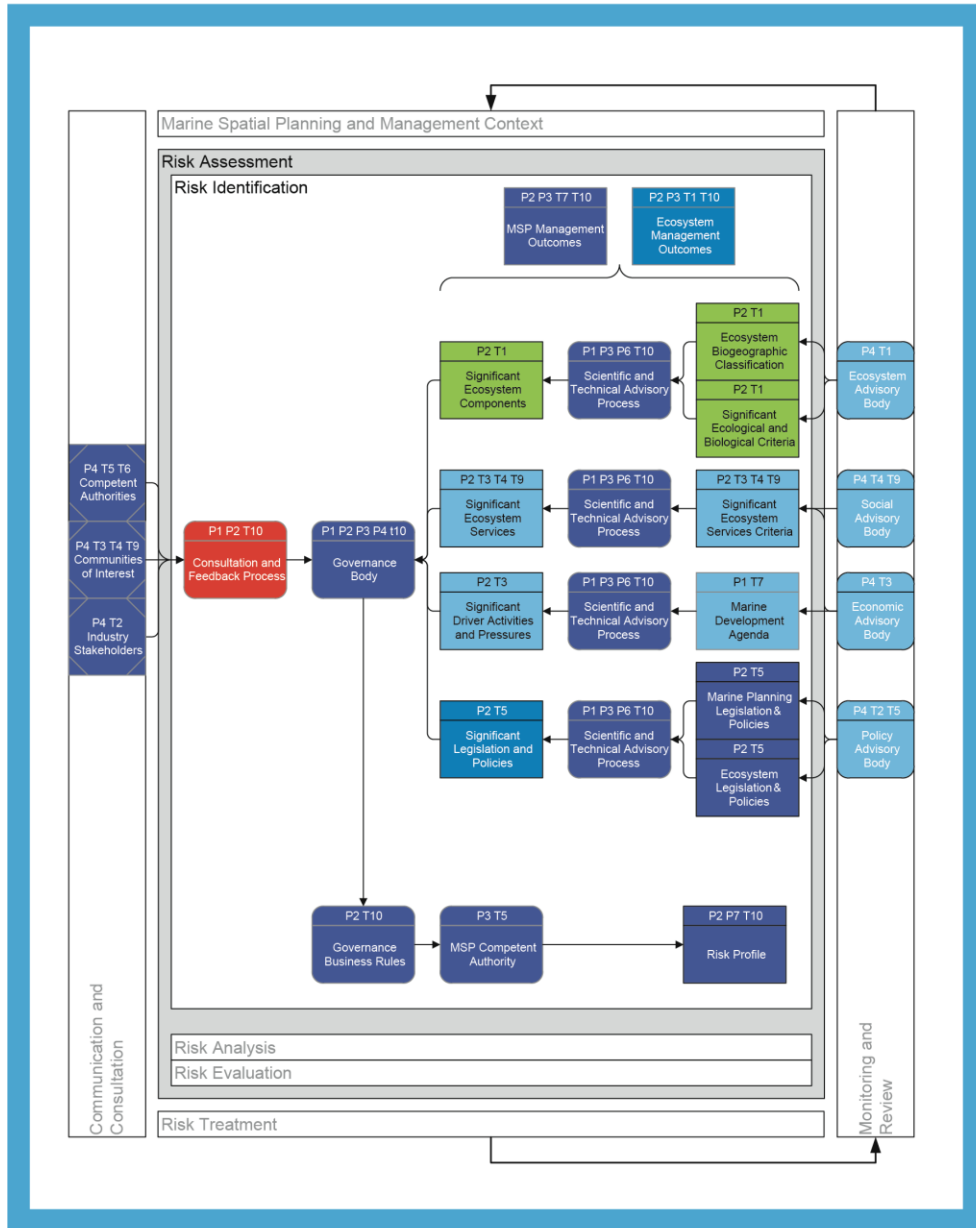 Marine Spatial Planning and Management Context
Risk Assessment
Risk Identification
P2 P3 T7 T10
MSP Management
Outcomes
P2 P3 T1 T10
Ecosystem
Management
Outcomes
P2 T1
Ecosystem
Biogeographic
Classification
P2 T1
Significant
Ecological and
Biological Criteria
P1 P3 P6 T10
Scientific and
Technical Advisory
Process
P2 T1
Significant
Ecosystem
Components
P4 T1
Ecosystem
Advisory
Body
P2 T3 T4 T9
Significant
Ecosystem
Services
P1 P3 P6 T10
Scientific and
Technical Advisory
Process
P2 T3 T4 T9
Significant
Ecosystem
Services Criteria
P4 T4 T9
Social
Advisory
Body
P4 T5 T6
Competent
Authorities
P4 T3 T4 T9
Communities
of Interest
P4 T2
Industry
Stakeholders
P1 P2 T10
Consultation and
Feedback Process
P1 P2 P3 P4 t10
Governance
Body
P2 T3
Significant
Driver Activities
and Pressures
P1 P3 P6 T10
Scientific and
Technical Advisory
Process
P1 T7
Marine
Development
Agenda
P4 T3
Economic
Advisory
Body
P2 T5
Significant
Legislation and
Policies
P1 P3 P6 T10
Scientific and
Technical Advisory
Process
P2 T5
Marine Planning
Legislation &
Policies
P2 T5
Ecosystem
Legislation &
Policies
P4 T2 T5
Policy
Advisory
Body
P2 T10
Governance
Business Rules
P3 T5
MSP Competent
Authority
P2 P7 T10
Risk Profile
Risk Analysis
Risk Evaluation
Risk Treatment
Communication and
Consultation
Monitoring and
Review